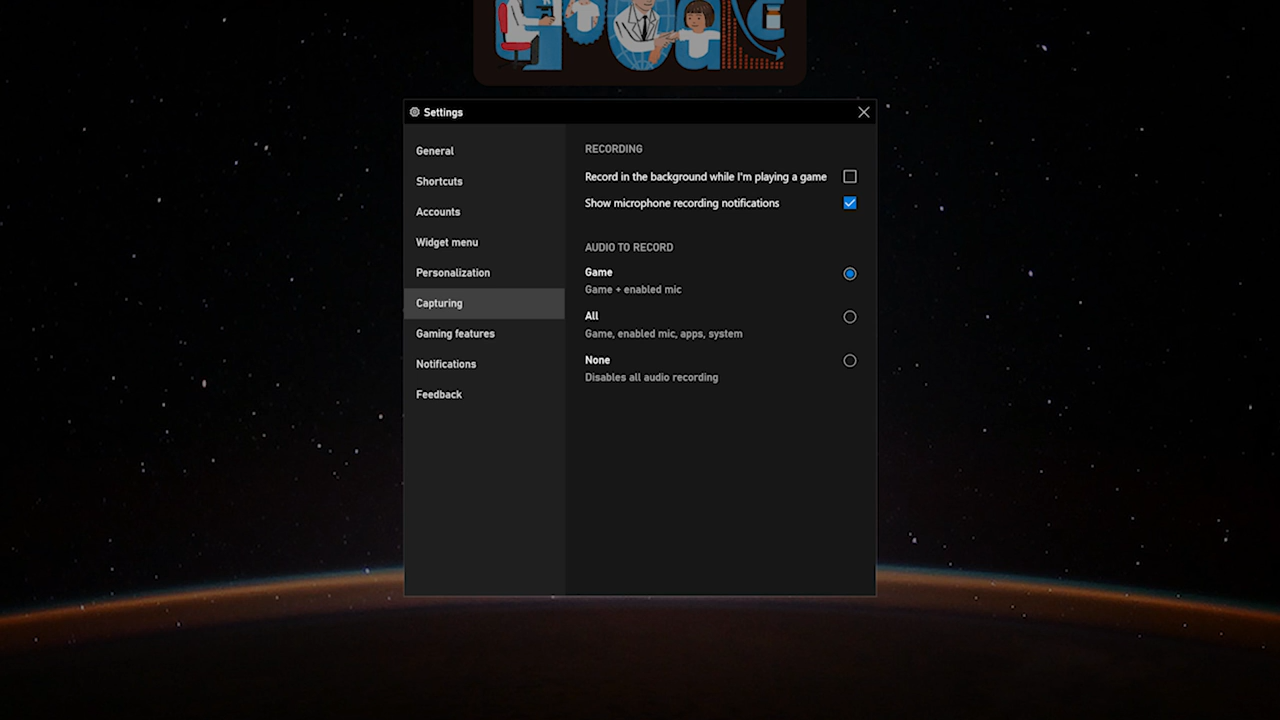 Google
Settings
General
Shortcuts
Accounts
Widget menu
Personalization
Capturing
Gaming features
Notifications
Feedback
RECORDING
Record in the background while I'm playing a game
Show microphone recording notifications
AUDIO TO RECORD
Game
Game + enabled mic
All
Game, enabled mic, apps, system
None
Disables all audio recording